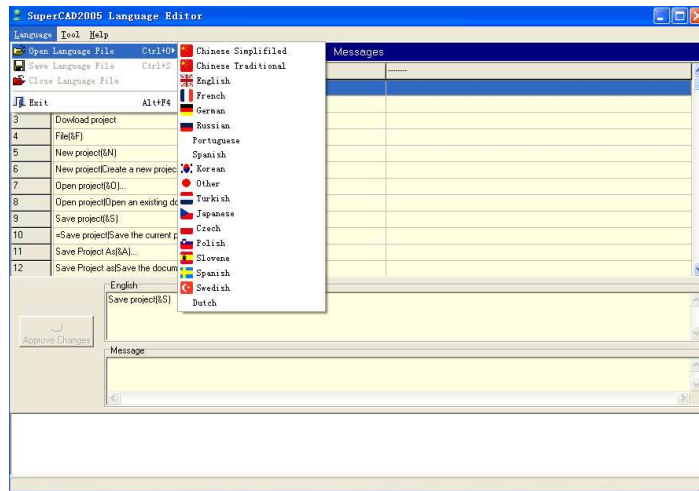 SuperCAD2005 Language Editor
Language Tool Help
Open Language File Ctrl+O
Save Language File Ctrl+S
Close Language File
Exit Alt+F4
Chinese Simplifiled
Chinese Traditional
English
French
German
Russian
Portuguese
Spanish
Korean
Other
Turkish
Japanese
Czech
Polish
Slovene
Spanish
Swedish
Dutch
Messages
--------
3 Dowload project
4 File(&F)
5 New project(&N)
6 New project|Create a new projec
7 Open project(&O)...
8 Open project|Open an existing do
9 Save project(&S)
10 =Save project|Save the current p
11 Save Project As(&A)...
12 Save Project as|Save the docum
English
Save project(&S)
Approve Changes
Message